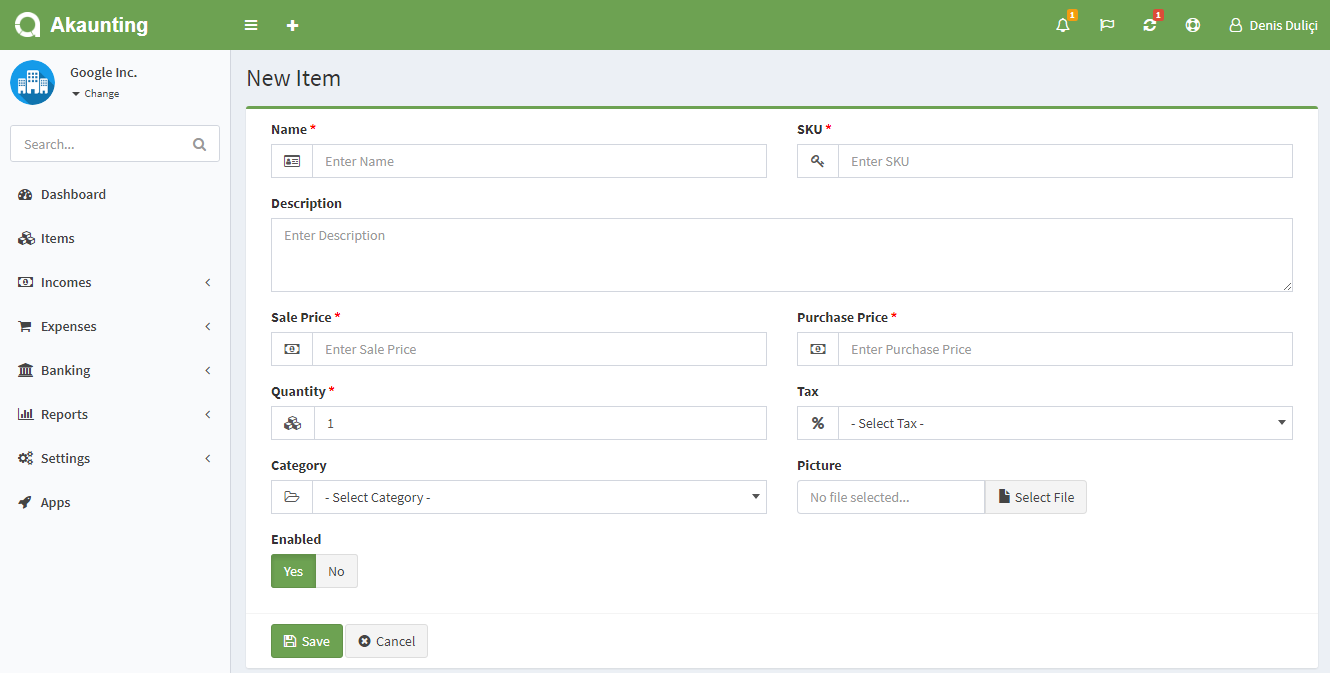 Akaunting
1
1
Denis Duliçi
Google Inc.
Change
Search...
Dashboard
Items
Incomes
Expenses
Banking
Reports
Settings
Apps
New Item
Name *
SKU *
Enter Name
Enter SKU
Description
Enter Description
Sale Price *
Purchase Price *
Enter Sale Price
Enter Purchase Price
Quantity *
Tax
1
- Select Tax -
Category
Picture
- Select Category -
No file selected...
Select File
Enabled
Yes
No
Save
Cancel